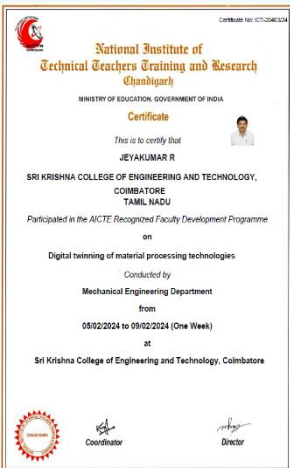 Certificate No: ICT-20403/24
National Institute of
Technical Teachers Training and Research
Chandigarh
MINISTRY OF EDUCATION, GOVERNMENT OF INDIA
Certificate
This is to certify that
JEYAKUMAR R
SRI KRISHNA COLLEGE OF ENGINEERING AND TECHNOLOGY,
COIMBATORE
TAMIL NADU
Participated in the AICTE Recognized Faculty Development Programme
on
Digital twinning of material processing technologies
Conducted by
Mechanical Engineering Department
from
05/02/2024 to 09/02/2024 (One Week)
at
Sri Krishna College of Engineering and Technology, Coimbatore
Coordinator
Director